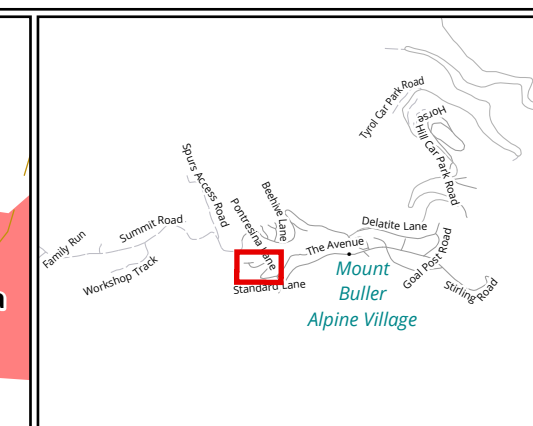 Tyrol Car Park Road
Horse
Hill Car Park Road
Spurs Access Road
Beehive Lane
Pontresina Lane
Summit Road
Family Run
Workshop Track
Delatite Lane
The Avenue
Goal Post Road
Stirling Road
Standard Lane
Mount
Buller
Alpine Village
a